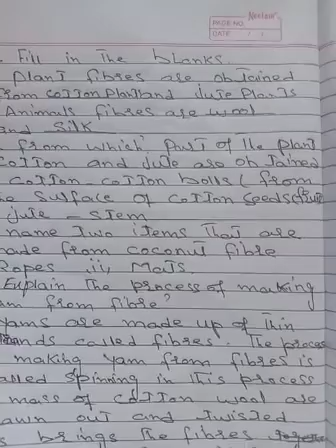 Neelam
PAGE NO.
DATE / /
Fill in The blanks.
Plant fibres are obtained
from cotton plant and Jute Plants
Animals fibres are wool
and Silk
from which part of The plant
cotton and Jute are obtained
cotton - cotton bolls ( from
the surface of cotton seeds
jute - Stem
name Two items That are
made from coconut fibre
Ropes ii, Mats
Explain The process of making
from fibre?
yarns are made up of Thin
strands called fibres. The process
making yarn from fibres is
called spinning in This process
mass of cotton wool are
drawn out and Twisted
brings The fibres